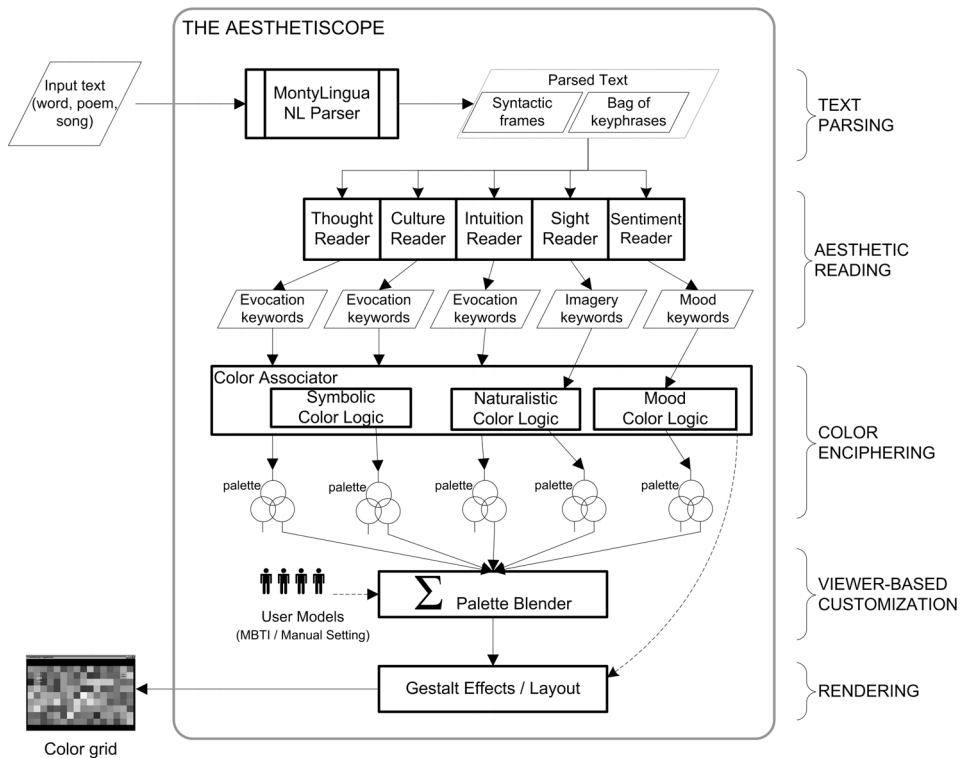 THE AESTHETISCOPE
Input text
(word, poem,
song)
MontyLingua
NL Parser
Parsed Text
Syntactic
frames
Bag of
keyphrases
TEXT
PARSING
Thought
Reader
Culture
Reader
Intuition
Reader
Sight
Reader
Sentiment
Reader
AESTHETIC
READING
Evocation
keywords
Evocation
keywords
Evocation
keywords
Imagery
keywords
Mood
keywords
Color Associator
Symbolic
Color Logic
Naturalistic
Color Logic
Mood
Color Logic
COLOR
ENCIPHERING
palette
palette
palette
palette
palette
User Models
(MBTI / Manual Setting)
Σ Palette Blender
VIEWER-BASED
CUSTOMIZATION
Gestalt Effects / Layout
RENDERING
Color grid